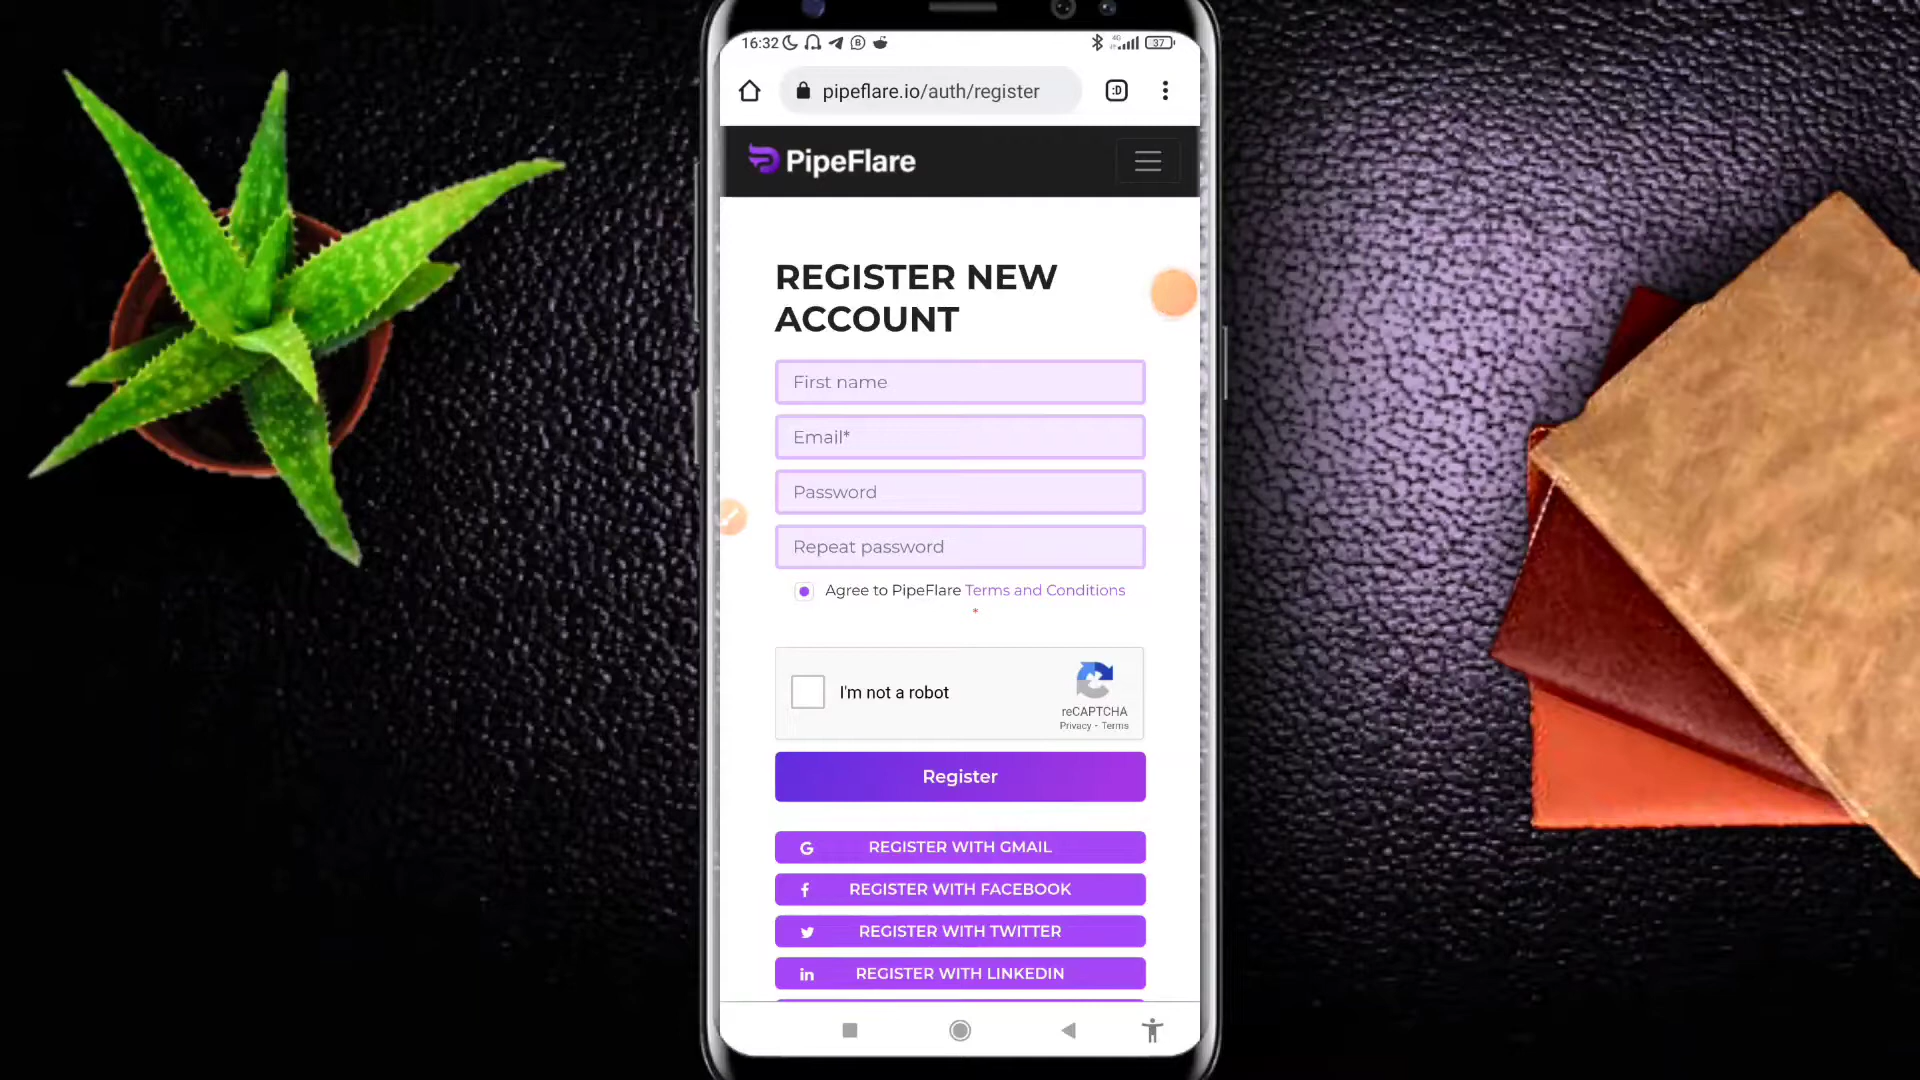 16:32
4G
37
pipeflare.io/auth/register
:D
PipeFlare
REGISTER NEW
ACCOUNT
First name
Email*
Password
Repeat password
Agree to PipeFlare Terms and Conditions
*
I'm not a robot
reCAPTCHA
Privacy - Terms
Register
REGISTER WITH GMAIL
REGISTER WITH FACEBOOK
REGISTER WITH TWITTER
REGISTER WITH LINKEDIN